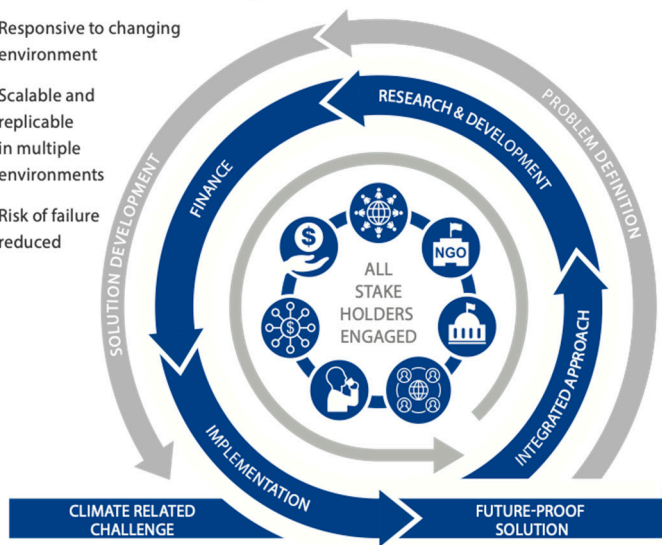 Responsive to changing
environment
Scalable and
replicable
in multiple
environments
Risk of failure
reduced
SOLUTION DEVELOPMENT
PROBLEM DEFINITION
RESEARCH & DEVELOPMENT
FINANCE
$
NGO
ALL
STAKE
HOLDERS
ENGAGED
$
INTEGRATED APPROACH
IMPLEMENTATION
CLIMATE RELATED
CHALLENGE
FUTURE-PROOF
SOLUTION